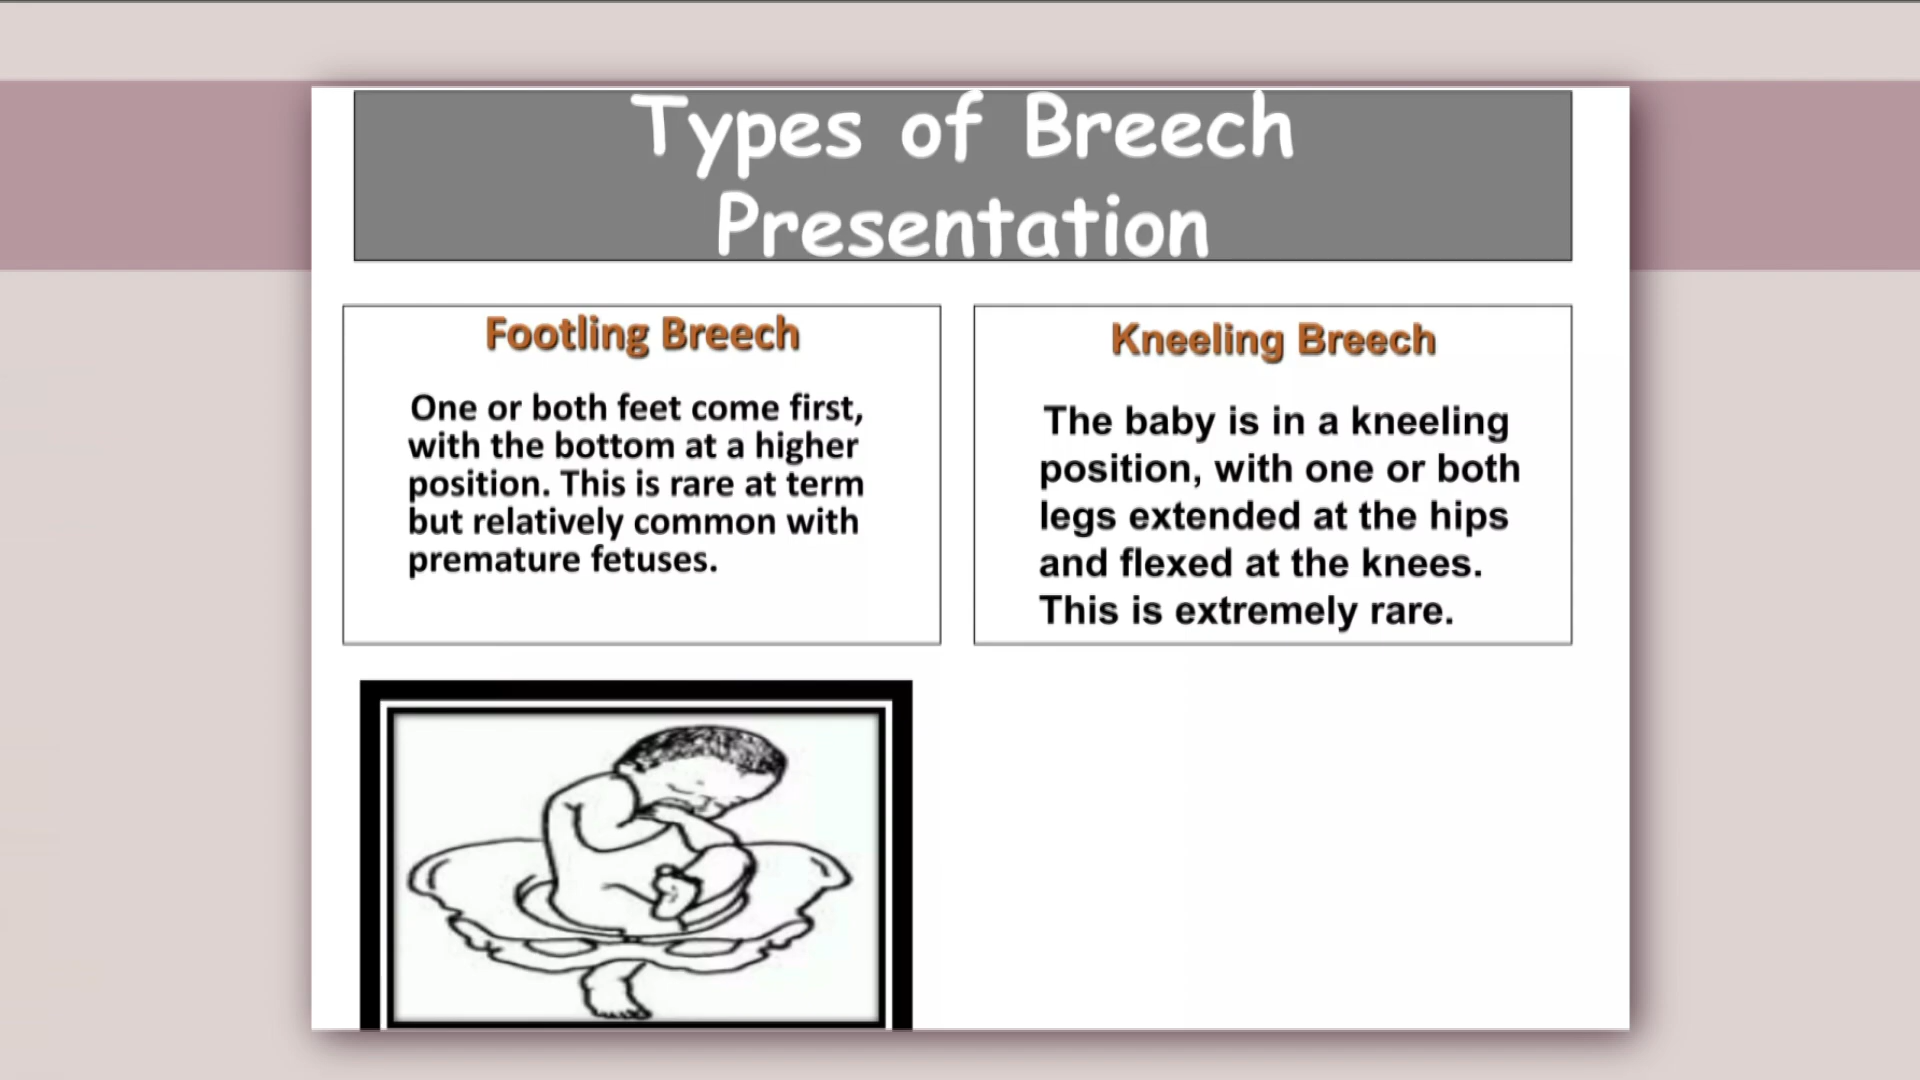 Types of Breech
Presentation
Footling Breech
One or both feet come first,
with the bottom at a higher
position. This is rare at term
but relatively common with
premature fetuses.
Kneeling Breech
The baby is in a kneeling
position, with one or both
legs extended at the hips
and flexed at the knees.
This is extremely rare.